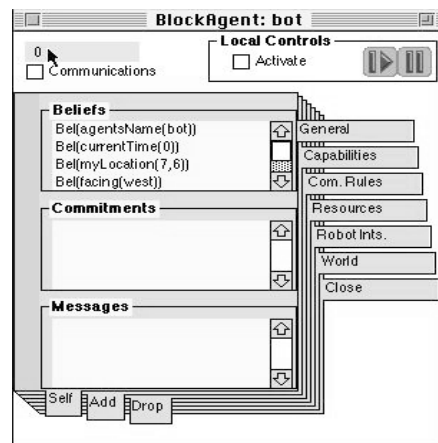 BlockAgent: bot
0
Communications
Local Controls
Activate
Beliefs
Bel(agentsName(bot))
Bel(currentTime(0))
Bel(myLocation(7,6))
Bel(facing(west))
Commitments
Messages
General
Capabilities
Com. Rules
Resources
Robot Ints.
World
Close
Self
Add
Drop